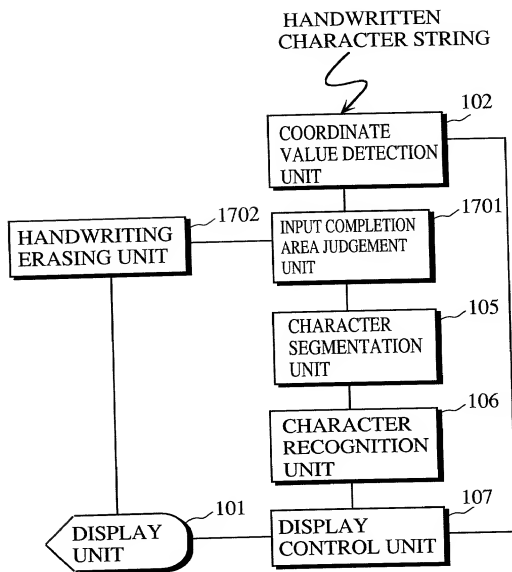 HANDWRITTEN
CHARACTER STRING
102
COORDINATE
VALUE DETECTION
UNIT
1702
1701
HANDWRITING
ERASING UNIT
INPUT COMPLETION
AREA JUDGEMENT
UNIT
105
CHARACTER
SEGMENTATION
UNIT
106
CHARACTER
RECOGNITION
UNIT
101
107
DISPLAY
UNIT
DISPLAY
CONTROL UNIT